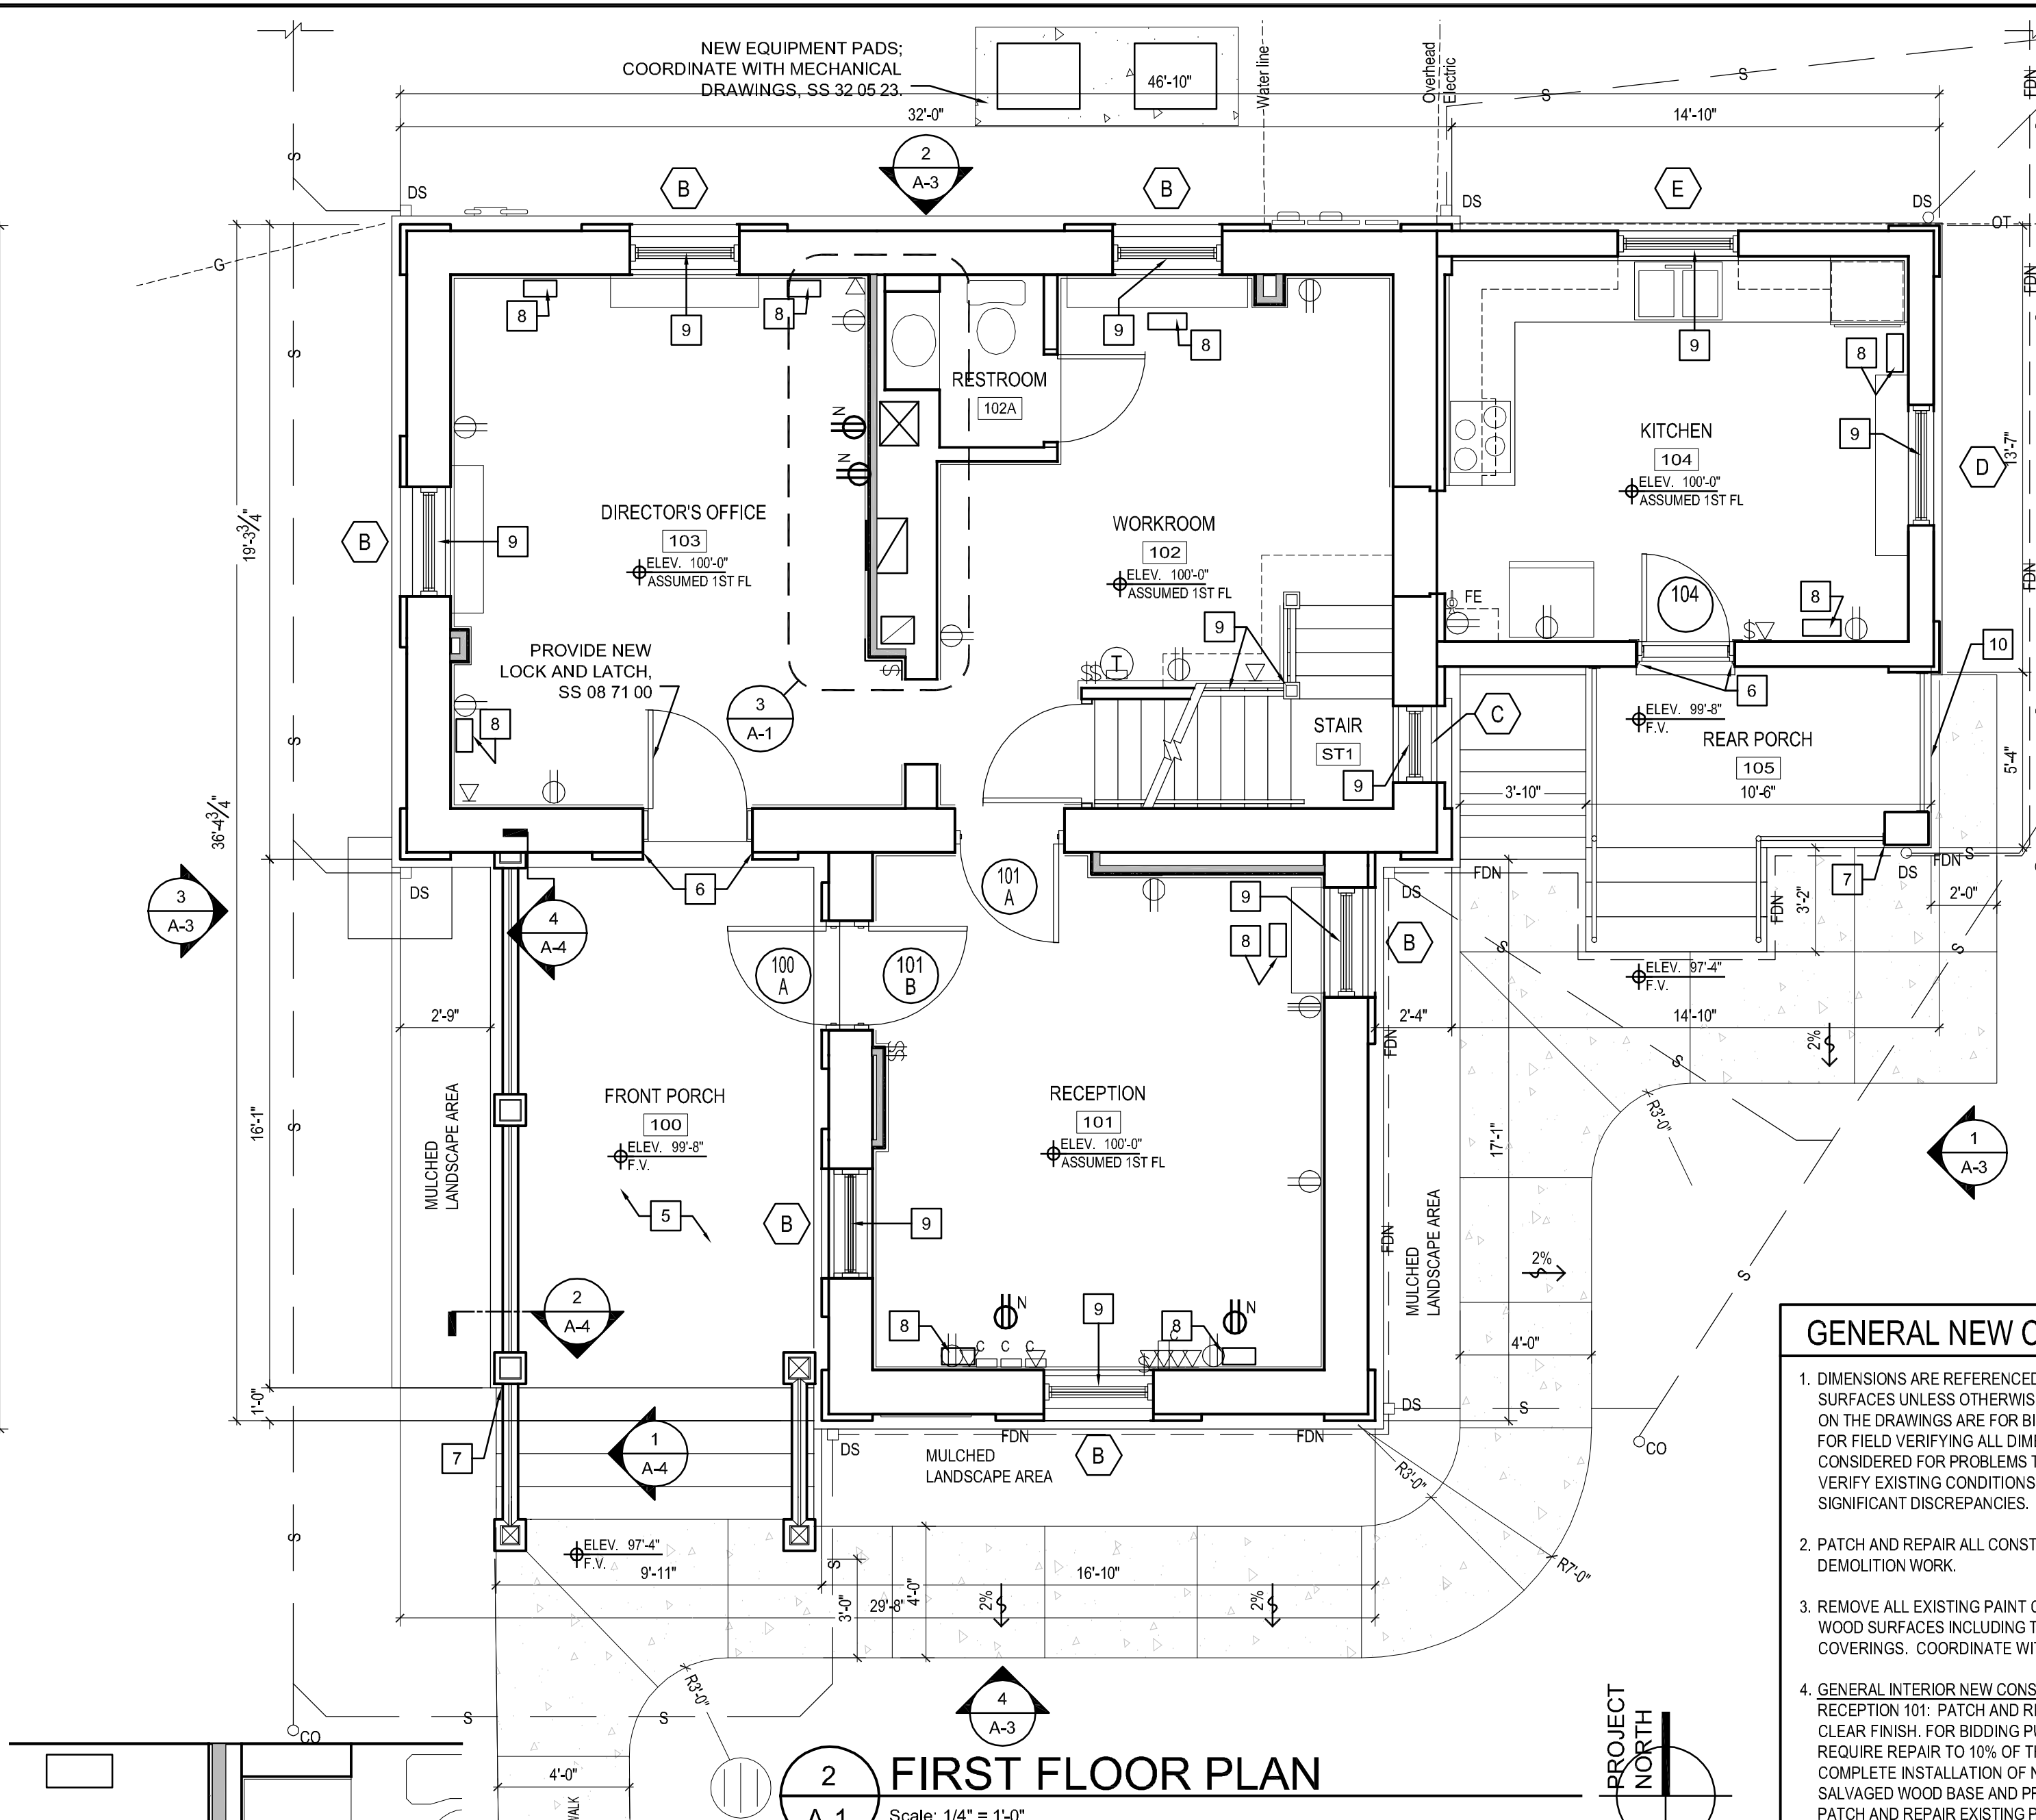 NEW EQUIPMENT PADS;
COORDINATE WITH MECHANICAL
DRAWINGS, SS 32 05 23.
46'-10"
Water line
Overhead
Electric
S
S
FDN
32'-0"
14'-10"
S
2
A-3
B
B
E
DS
DS
DS
OT
G
FDN
8
9
8
9
8
9
8
S
RESTROOM
102A
N
N
KITCHEN
104
ELEV. 100'-0"
ASSUMED 1ST FL
9
D
13'-7"
19'-3 3/4"
B
9
DIRECTOR'S OFFICE
103
ELEV. 100'-0"
ASSUMED 1ST FL
WORKROOM
102
ELEV. 100'-0"
ASSUMED 1ST FL
FDN
FE
104
8
$
9
10
PROVIDE NEW
LOCK AND LATCH,
SS 08 71 00
T
$
$$
6
3
A-1
8
C
STAIR
ST1
9
ELEV. 99'-8"
F.V.
REAR PORCH
105
S
5'-4"
3'-10"
10'-6"
36'-4 3/4"
6
DS
3
A-3
4
A-4
101
A
9
8
B
DS
FDN
FDN
3'-2"
7
FDN S
DS
2'-0"
100
A
101
B
S
S
ELEV. 97'-4"
F.V.
2'-9"
2'-4"
14'-10"
FDN
2%
S
$$
MULCHED
LANDSCAPE AREA
FRONT PORCH
100
ELEV. 99'-8"
F.V.
RECEPTION
101
ELEV. 100'-0"
ASSUMED 1ST FL
R3'-0"
16'-1"
S
17'-1"
1
A-3
5
B
9
FDN
MULCHED
LANDSCAPE AREA
2%
S
2
A-4
N
N
8
9
8
C C C
C
$
4'-0"
1'-0"
DS
S
7
1
A-4
DS
FDN
FDN
MULCHED
LANDSCAPE AREA
B
CO
R3'-0"
R7'-0"
S
ELEV. 97'-4"
F.V.
9'-11"
S
16'-10"
3'-0"
29'-8"
4'-0"
2%
2%
R3'-0"
4
A-3
S
S
CO
4'-0"
2
A-1
FIRST FLOOR PLAN
Scale: 1/4" = 1'-0"
PROJECT
NORTH
GENERAL NEW C
1. DIMENSIONS ARE REFERENCED
SURFACES UNLESS OTHERWIS
ON THE DRAWINGS ARE FOR BI
FOR FIELD VERIFYING ALL DIM
CONSIDERED FOR PROBLEMS T
VERIFY EXISTING CONDITIONS
SIGNIFICANT DISCREPANCIES.
2. PATCH AND REPAIR ALL CONST
DEMOLITION WORK.
3. REMOVE ALL EXISTING PAINT
WOOD SURFACES INCLUDING T
COVERINGS. COORDINATE WI
4. GENERAL INTERIOR NEW CONS
RECEPTION 101: PATCH AND RE
CLEAR FINISH. FOR BIDDING PU
REQUIRE REPAIR TO 10% OF T
COMPLETE INSTALLATION OF N
SALVAGED WOOD BASE AND P
PATCH AND REPAIR EXISTING P